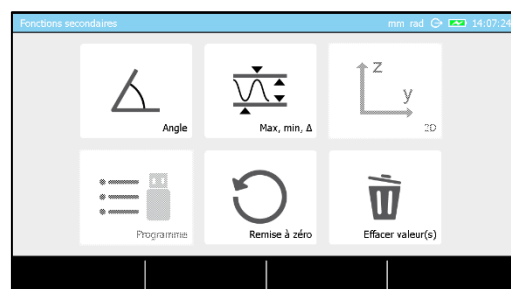 Fonctions secondaires mm rad 14:07:24
Angle
Max, min, Δ
z
y
2D
Programme
Remise à zéro
Effacer valeur(s)